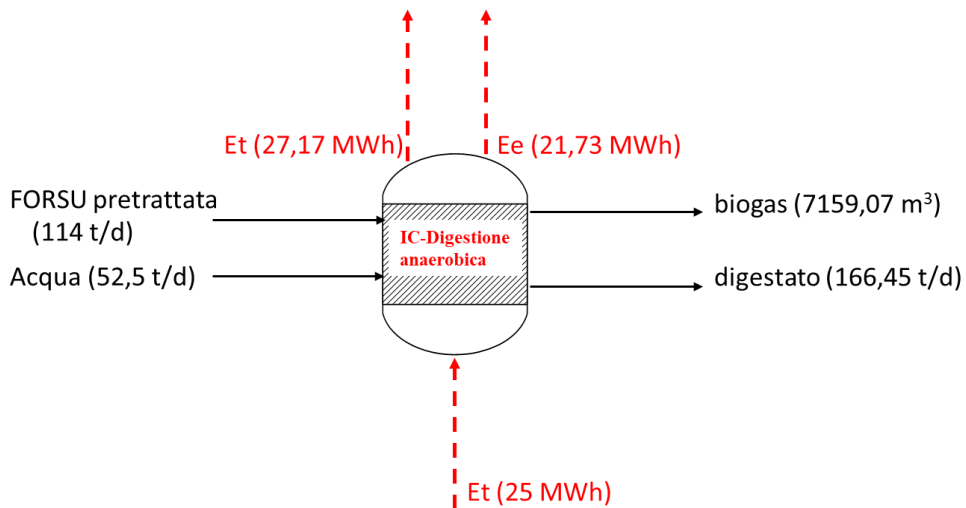 Et (27,17 MWh)
Ee (21,73 MWh)
FORSU pretrattata
(114 t/d)
Acqua (52,5 t/d)
IC-Digestione
anaerobica
biogas (7159,07 m³)
digestato (166,45 t/d)
Et (25 MWh)